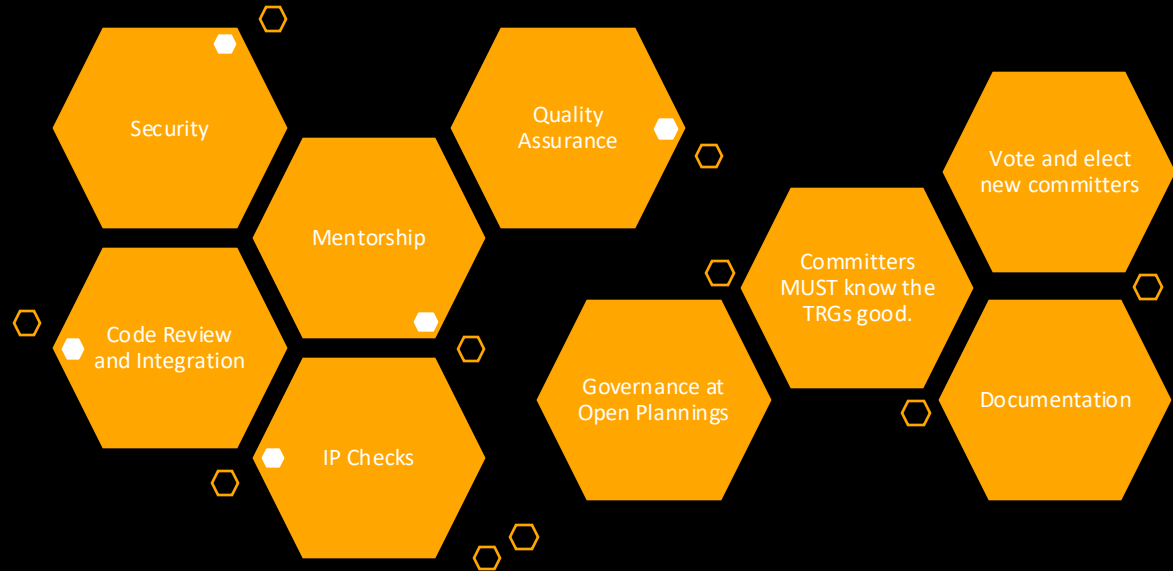 Security
Mentorship
Code Review
and Integration
IP Checks
Quality
Assurance
Governance at
Open Plannings
Committers
MUST know the
TRGs good.
Vote and elect
new committers
Documentation